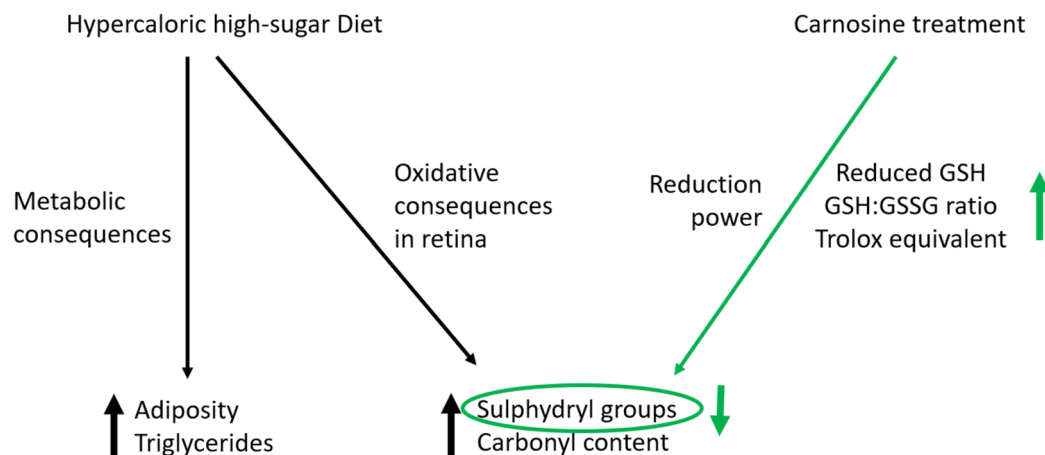 Hypercaloric high-sugar Diet
Carnosine treatment
Metabolic
consequences
Oxidative
consequences
in retina
Reduction
power
Reduced GSH
GSH:GSSG ratio
Trolox equivalent
Adiposity
Triglycerides
Sulphydryl groups
Carbonyl content